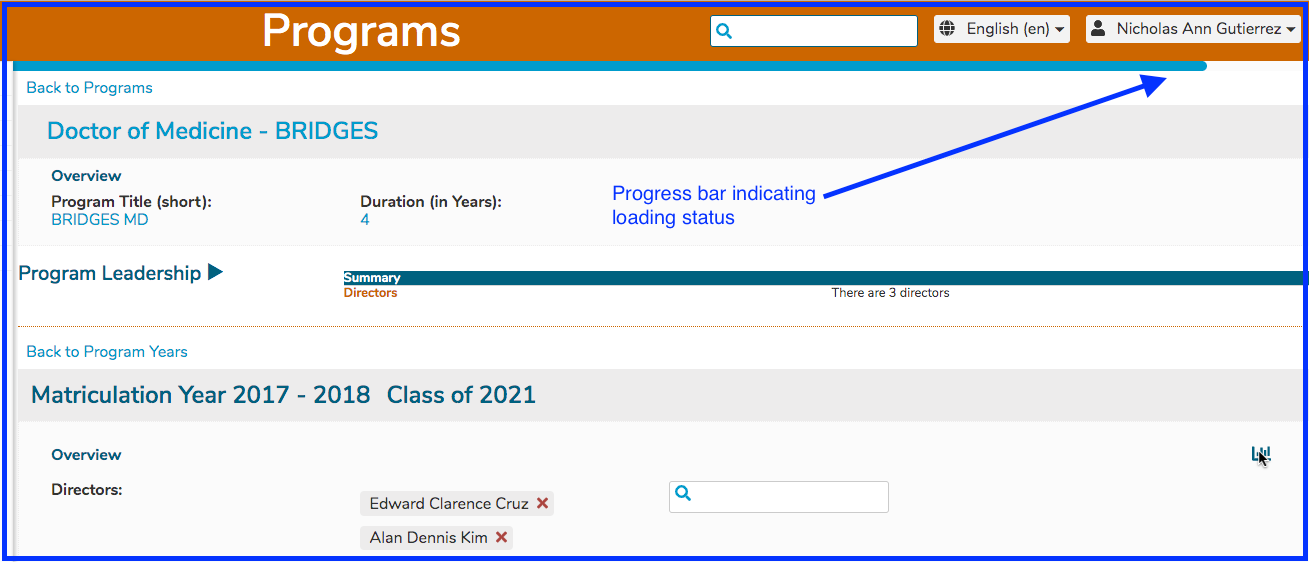 Programs
English (en)
Nicholas Ann Gutierrez
Back to Programs
Doctor of Medicine - BRIDGES
Overview
Program Title (short):
Duration (in Years):
BRIDGES MD
4
Progress bar indicating
loading status
Program Leadership
Summary
Directors
There are 3 directors
Back to Program Years
Matriculation Year 2017 - 2018 Class of 2021
Overview
Directors:
Edward Clarence Cruz
Alan Dennis Kim